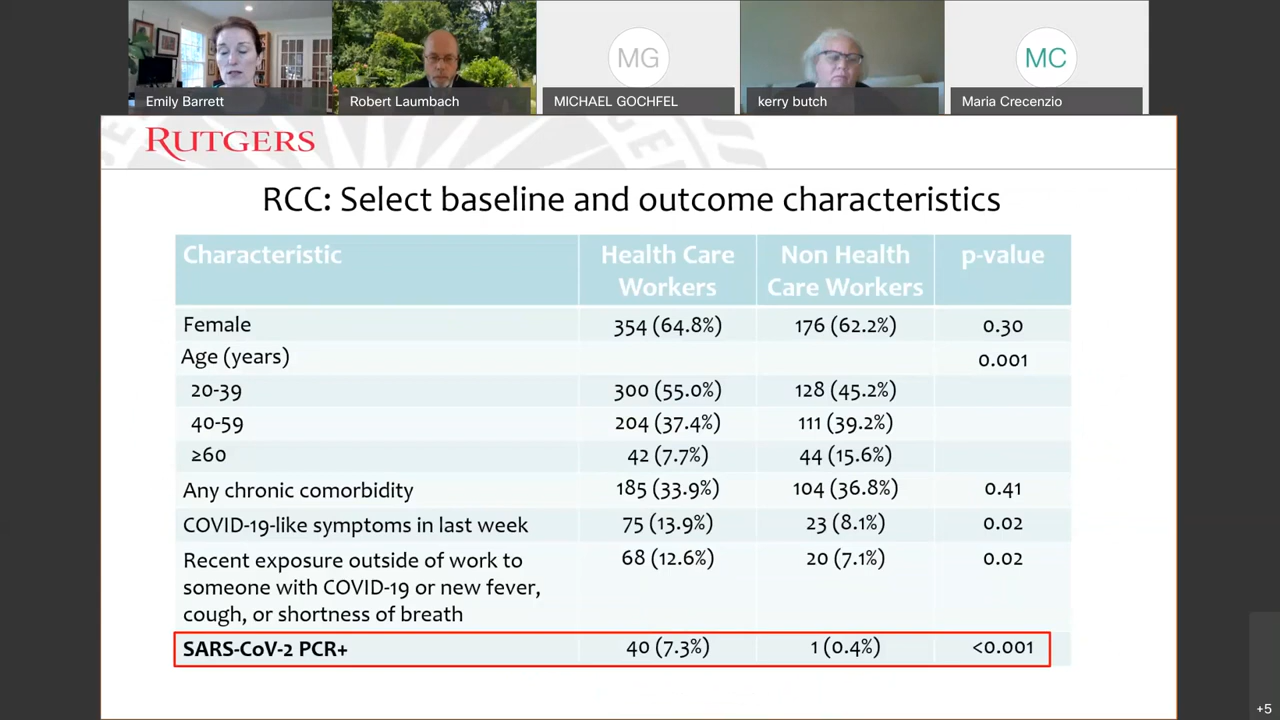 MG
MC
Emily Barrett
Robert Laumbach
MICHAEL GOCHFEL
kerry butch
Maria Crecenzio
RUTGERS
RCC: Select baseline and outcome characteristics
Characteristic Health Care Workers Non Health Care Workers p-value
Female 354 (64.8%) 176 (62.2%) 0.30
Age (years) 0.001
20-39 300 (55.0%) 128 (45.2%)
40-59 204 (37.4%) 111 (39.2%)
≥60 42 (7.7%) 44 (15.6%)
Any chronic comorbidity 185 (33.9%) 104 (36.8%) 0.41
COVID-19-like symptoms in last week 75 (13.9%) 23 (8.1%) 0.02
Recent exposure outside of work to 68 (12.6%) 20 (7.1%) 0.02
someone with COVID-19 or new fever,
cough, or shortness of breath
SARS-CoV-2 PCR+ 40 (7.3%) 1 (0.4%) <0.001
+5